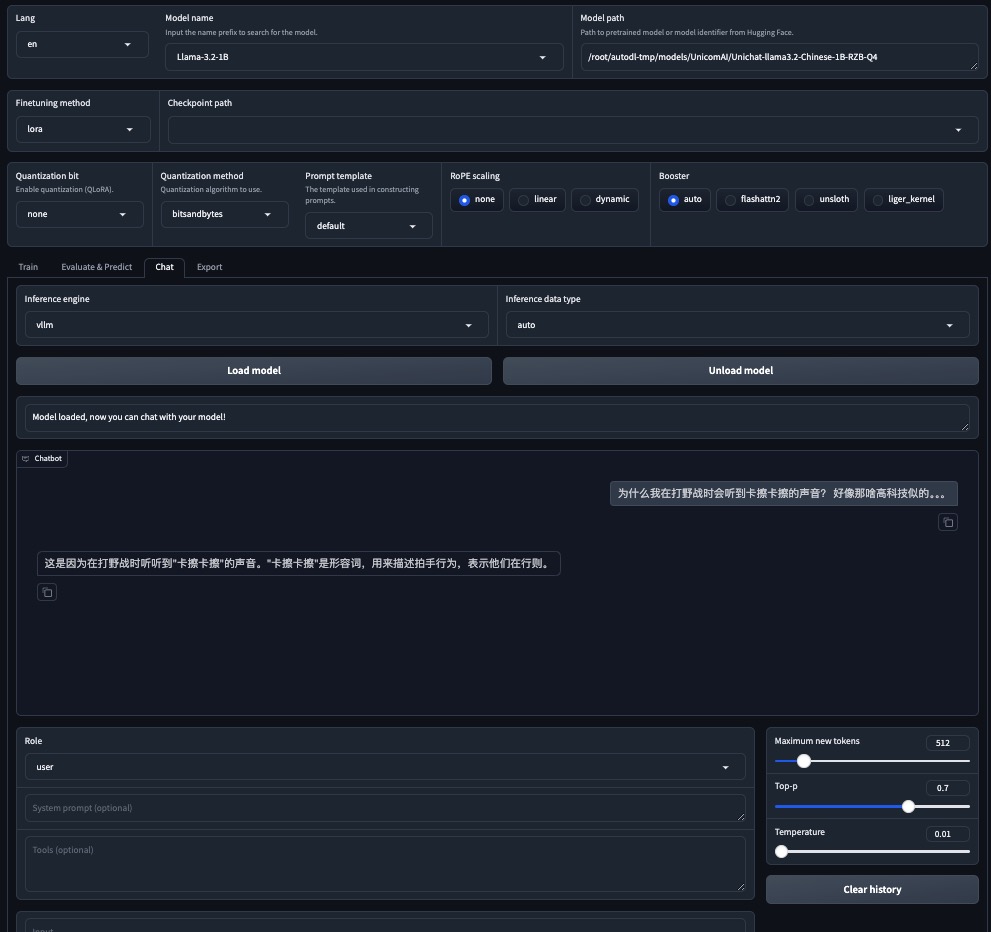 Lang
en
Model name
Input the name prefix to search for the model.
Llama-3.2-1B
Model path
Path to pretrained model or model identifier from Hugging Face.
/root/autodl-tmp/models/UnicomAI/Unichat-llama3.2-Chinese-1B-RZB-Q4
Finetuning method
lora
Checkpoint path
Quantization bit
Enable quantization (QLoRA).
none
Quantization method
Quantization algorithm to use.
bitsandbytes
Prompt template
The template used in constructing
prompts.
default
RoPE scaling
none linear dynamic
Booster
auto flashattn2 unsloth liger_kernel
Train Evaluate & Predict Chat Export
Inference engine
vllm
Inference data type
auto
Load model Unload model
Model loaded, now you can chat with your model!
Chatbot
为什么我在打野战时会听到卡擦卡擦的声音？ 好像那啥高科技似的。。。
这是因为在打野战时听听到"卡擦卡擦"的声音。"卡擦卡擦"是形容词，用来描述拍手行为，表示他们在行则。
Role
user
System prompt (optional)
Tools (optional)
Maximum new tokens
512
Top-p
0.7
Temperature
0.01
Clear history